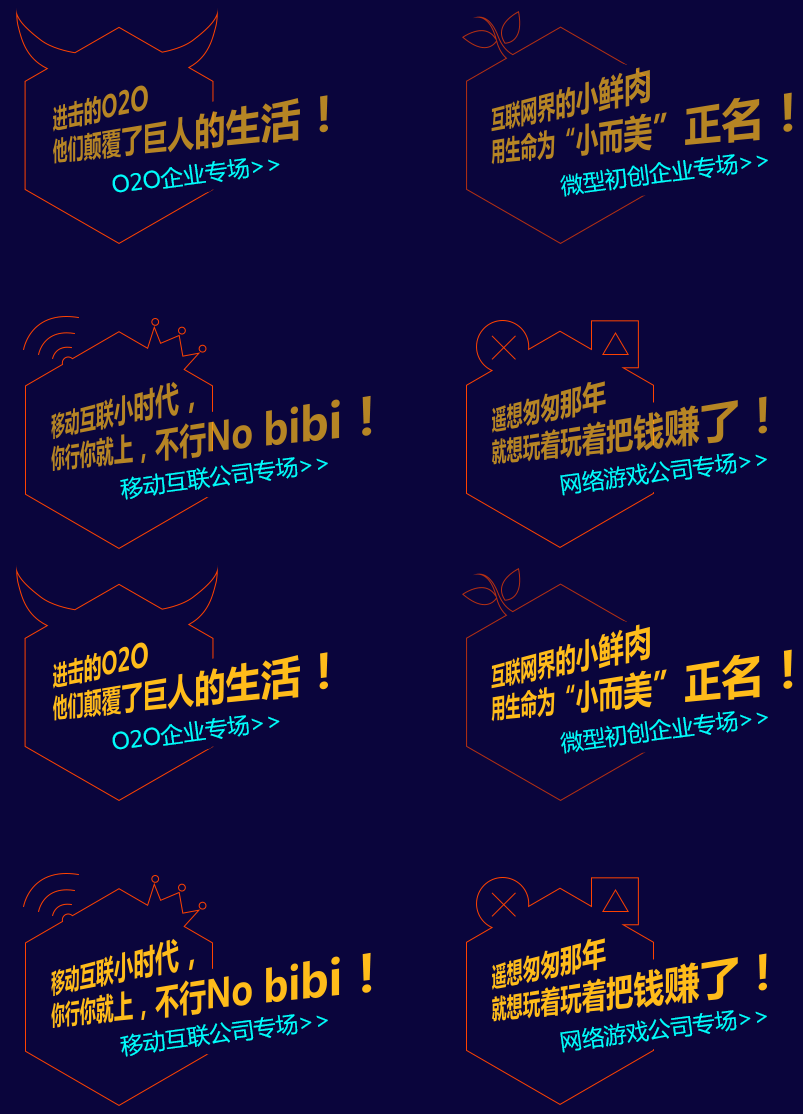 进击的O2O
他们颠覆了巨人的生活！
O2O企业专场>>
互联网界的小鲜肉
用生命为“小而美”正名！
微型初创企业专场>>
移动互联小时代，
你行你就上，不行No bibi！
移动互联公司专场>>
遥想匆匆那年
就想玩着玩着把钱赚了！
网络游戏公司专场>>
进击的O2O
他们颠覆了巨人的生活！
O2O企业专场>>
互联网界的小鲜肉
用生命为“小而美”正名！
微型初创企业专场>>
移动互联小时代，
你行你就上，不行No bibi！
移动互联公司专场>>
遥想匆匆那年
就想玩着玩着把钱赚了！
网络游戏公司专场>>